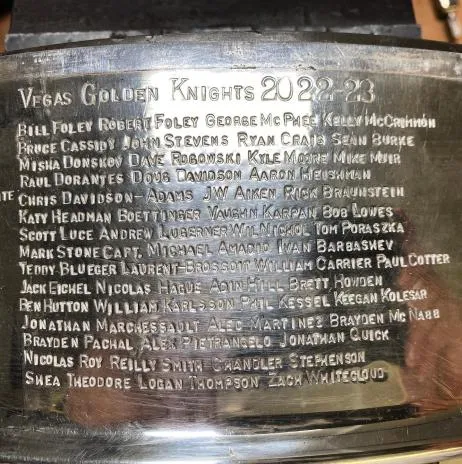 VEGAS GOLDEN KNIGHTS 2022-23
BILL FOLEY ROBERT FOLEY GEORGE MCPHEE KELLY MCCRIMMON
BRUCE CASSIDY JOHN STEVENS RYAN CRAIG SEAN BURKE
MISHA DONSKOV DAVE ROGOWSKI KYLE MOORE MIKE MUIR
RAUL DORANTES DOUG DAVIDSON AARON HEISHMAN
CHRIS DAVIDSON-ADAMS JW AIKEN RICK BRAUNSTEIN
KATY HEADMAN BOETTINGER VAUGHN KARPAN BOB LOWES
SCOTT LUCE ANDREW LUGERNER WIL NICHOL TOM PORASZKA
MARK STONE CAPT. MICHAEL AMADIO IVAN BARBASHEV
TEDDY BLUEGER LAURENT-BROSSOIT WILLIAM CARRIER PAUL COTTER
JACK EICHEL NICOLAS HAGUE ADIN HILL BRETT HOWDEN
BEN HUTTON WILLIAM KARLSSON PHIL KESSEL KEEGAN KOLESAR
JONATHAN MARCHESSAULT ALEC MARTINEZ BRAYDEN MCNABB
BRAYDEN PACHAL ALEX PIETRANGELO JONATHAN QUICK
NICOLAS ROY REILLY SMITH CHANDLER STEPHENSON
SHEA THEODORE LOGAN THOMPSON ZACH WHITECLOUD